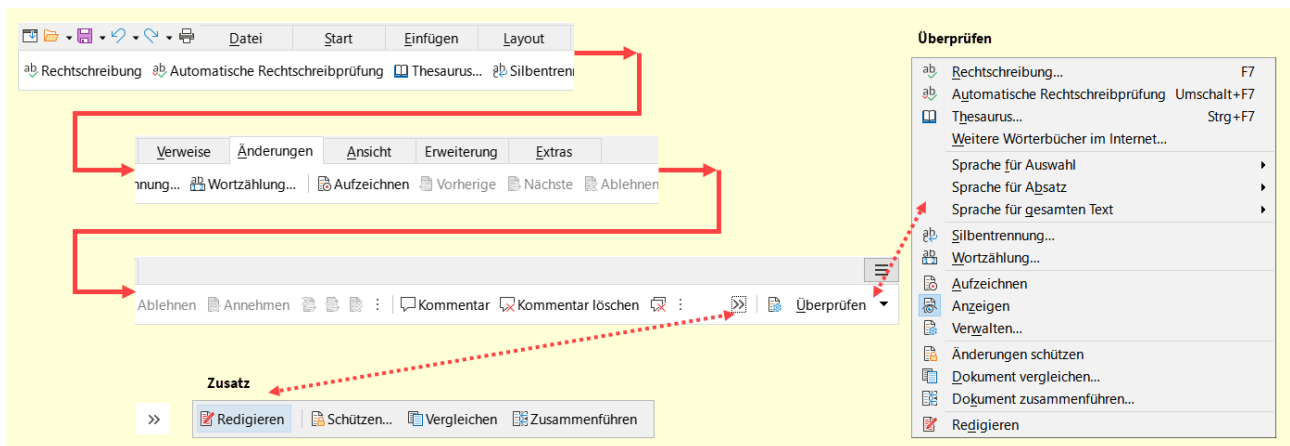 Datei Start Einfügen Layout
Rechtschreibung Automatische Rechtschreibprüfung Thesaurus... Silbentrenn
Verweise Änderungen Ansicht Erweiterung Extras
nnung... Wortzählung... Aufzeichnen Vorherige Nächste Ablehnen
Ablehnen Annehmen Kommentar Kommentar löschen Überprüfen
Zusatz
Redigieren Schützen... Vergleichen Zusammenführen
Überprüfen
Rechtschreibung... F7
Automatische Rechtschreibprüfung Umschalt+F7
Thesaurus... Strg+F7
Weitere Wörterbücher im Internet...
Sprache für Auswahl
Sprache für Absatz
Sprache für gesamten Text
Silbentrennung...
Wortzählung...
Aufzeichnen
Anzeigen
Verwalten...
Änderungen schützen
Dokument vergleichen...
Dokument zusammenführen...
Redigieren